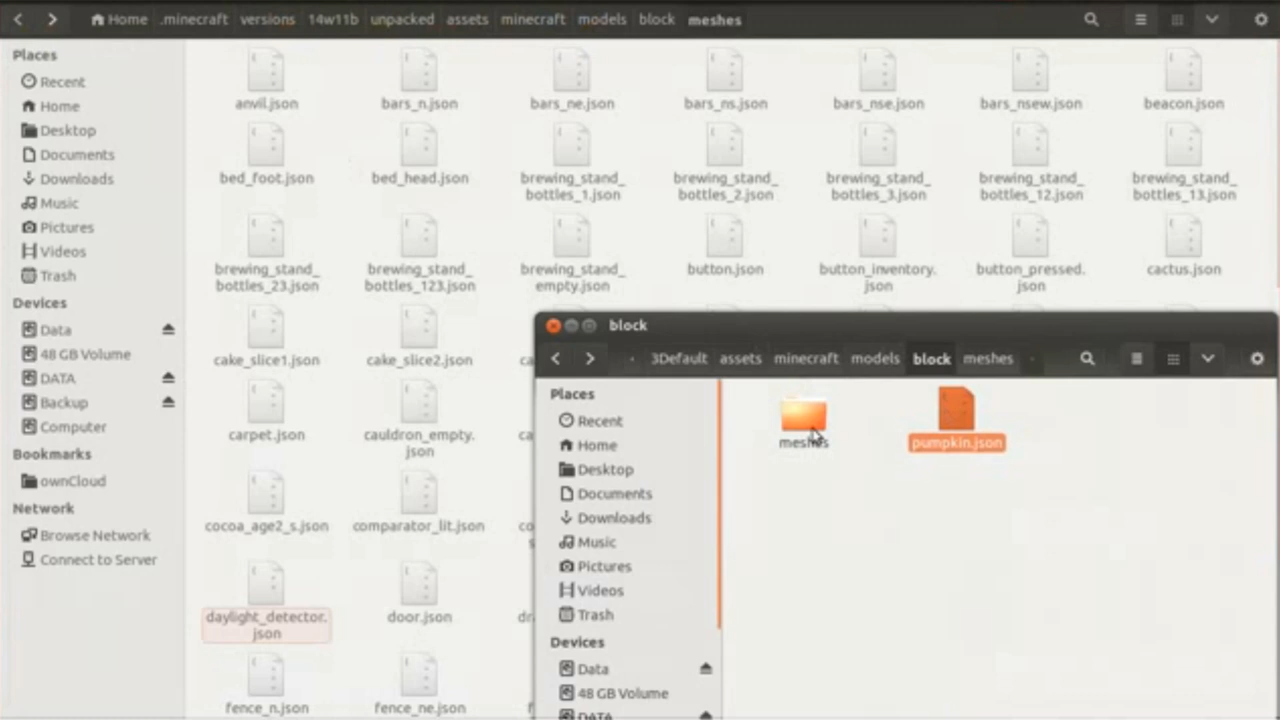 Home .minecraft versions 14w11b unpacked assets minecraft models block meshes
Places
Recent
Home
Desktop
Documents
Downloads
Music
Pictures
Videos
Trash
Devices
Data
48 GB Volume
DATA
Backup
Computer
Bookmarks
ownCloud
Network
Browse Network
Connect to Server
anvil.json bars_n.json bars_ne.json bars_ns.json bars_nse.json bars_nsew.json beacon.json
bed_foot.json bed_head.json brewing_stand_ brewing_stand_ brewing_stand_ brewing_stand_ brewing_stand_
bottles_1.json bottles_2.json bottles_3.json bottles_12.json bottles_13.json
brewing_stand_ brewing_stand_ brewing_stand_ button.json button_inventory. button_pressed. cactus.json
bottles_23.json bottles_123.json empty.json json json
cake_slice1.json cake_slice2.json ca
carpet.json cauldron_empty. ca
json
cocoa_age2_s.json comparator_lit.json co
daylight_detector. door.json dr
json
fence_n.json fence_ne.json
block
3Default assets minecraft models block meshes
Places
Recent
Home
Desktop
Documents
Downloads
Music
Pictures
Videos
Trash
Devices
Data
48 GB Volume
DATA
meshes pumpkin.json